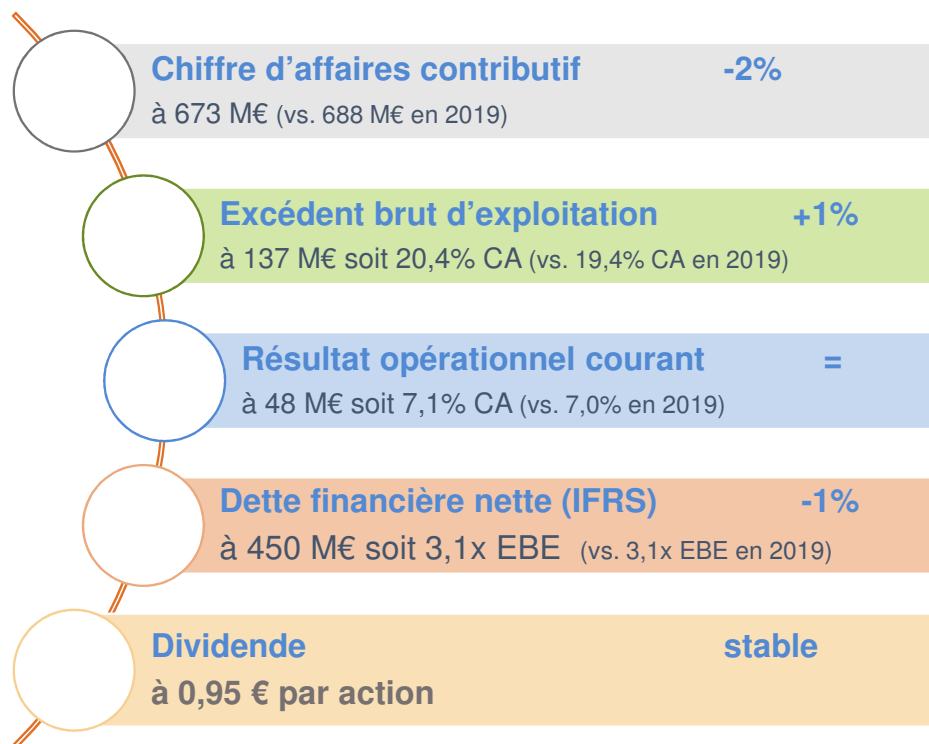 Chiffre d'affaires contributif -2%
à 673 M€ (vs. 688 M€ en 2019)
Excédent brut d'exploitation +1%
à 137 M€ soit 20,4% CA (vs. 19,4% CA en 2019)
Résultat opérationnel courant =
à 48 M€ soit 7,1% CA (vs. 7,0% en 2019)
Dette financière nette (IFRS) -1%
à 450 M€ soit 3,1x EBE (vs. 3,1x EBE en 2019)
Dividende stable
à 0,95 € par action